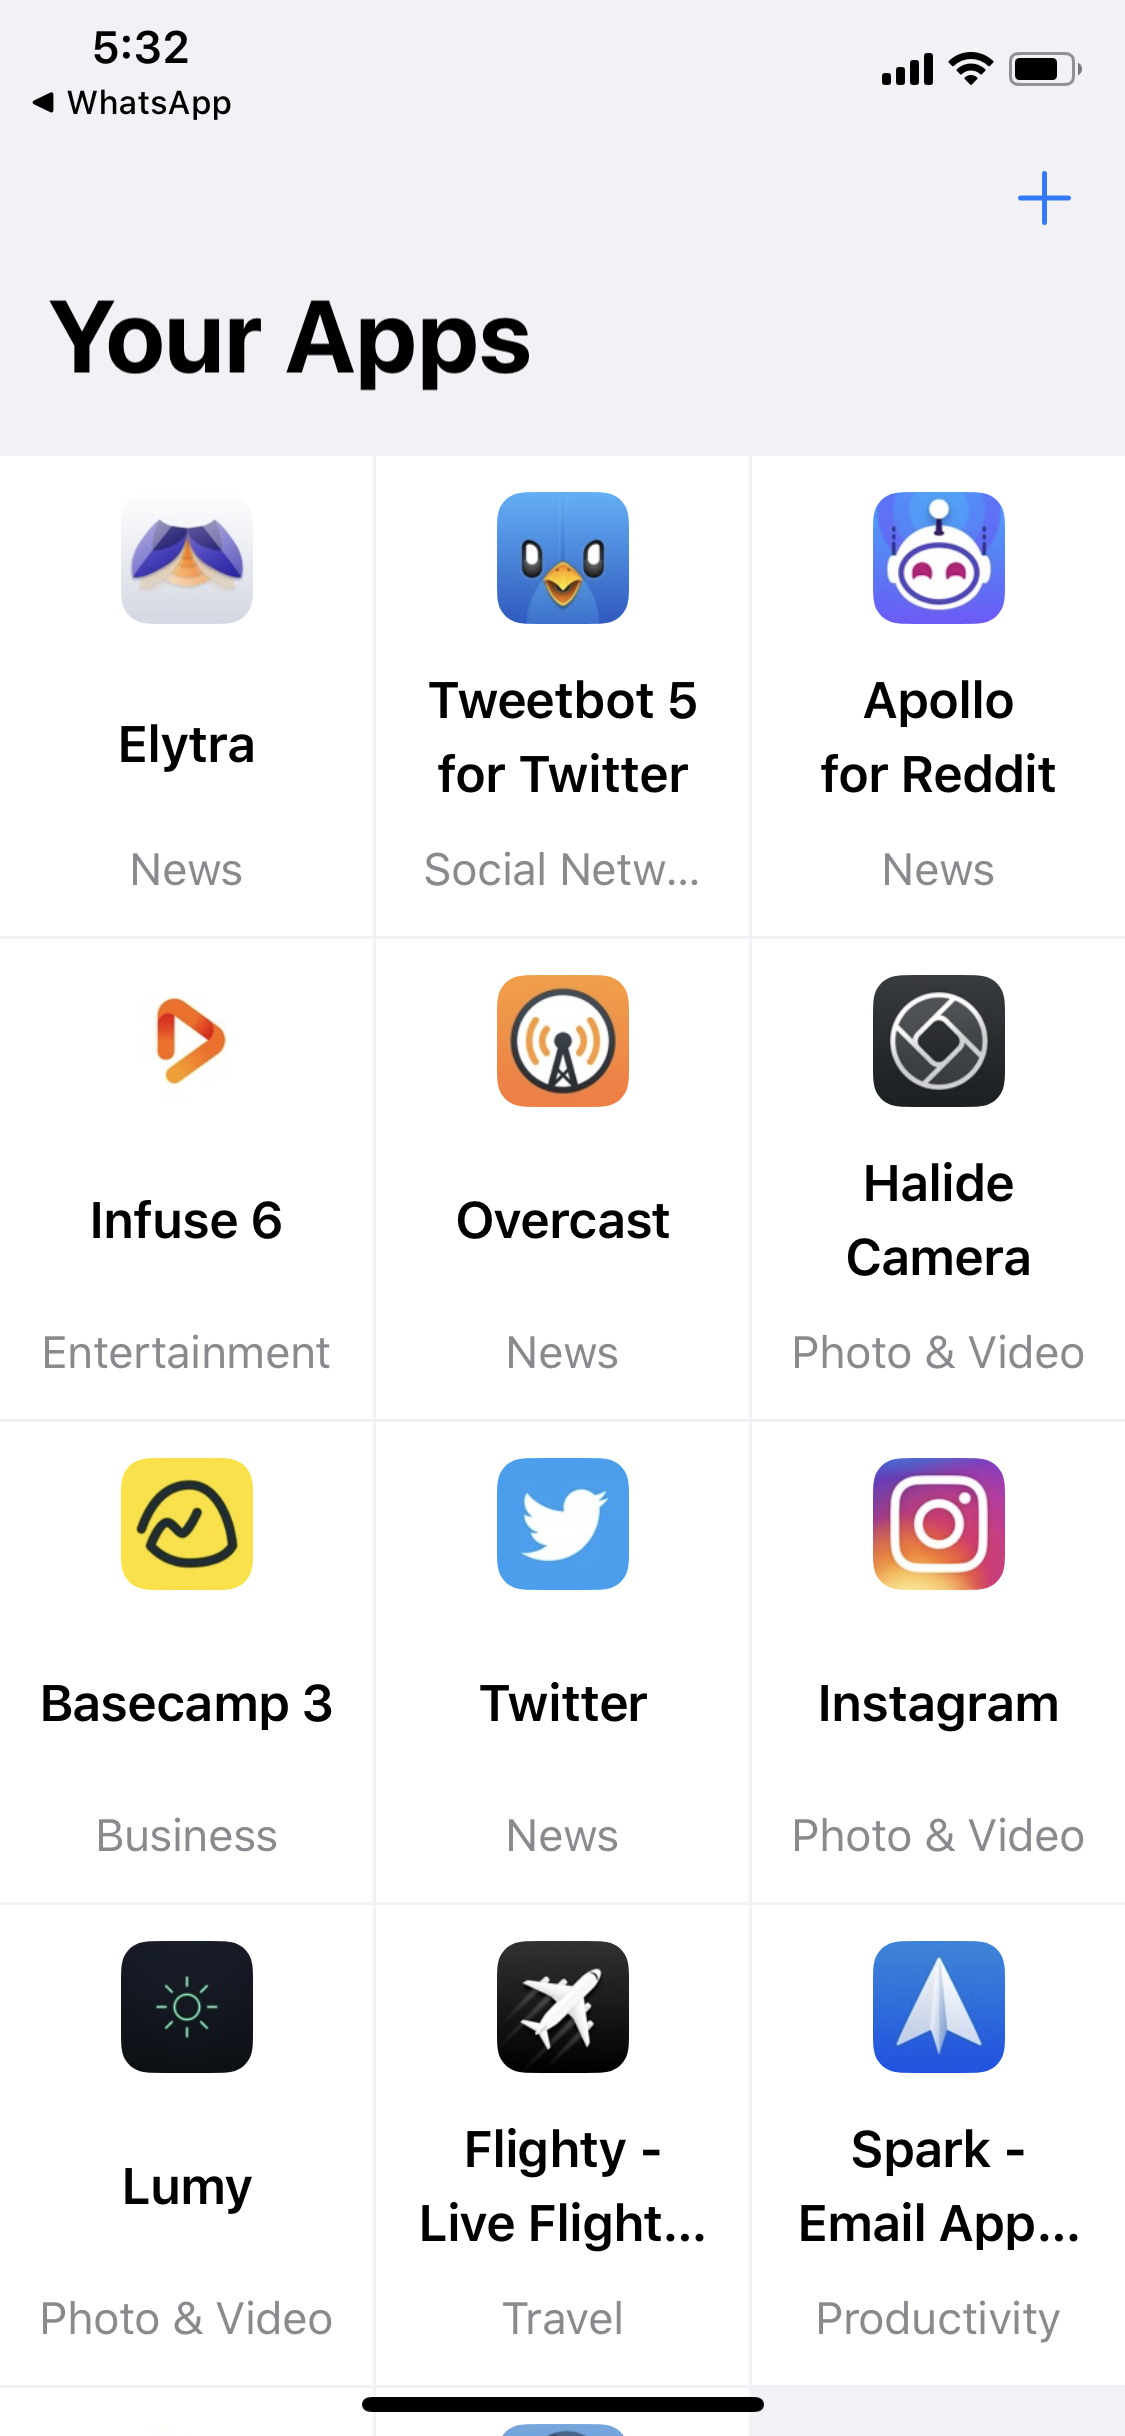 5:32
WhatsApp
Your Apps
Elytra
News
Tweetbot 5
for Twitter
Social Netw...
Apollo
for Reddit
News
Infuse 6
Entertainment
Overcast
News
Halide
Camera
Photo & Video
Basecamp 3
Business
Twitter
News
Instagram
Photo & Video
Lumy
Photo & Video
Flighty -
Live Flight...
Travel
Spark -
Email App...
Productivity